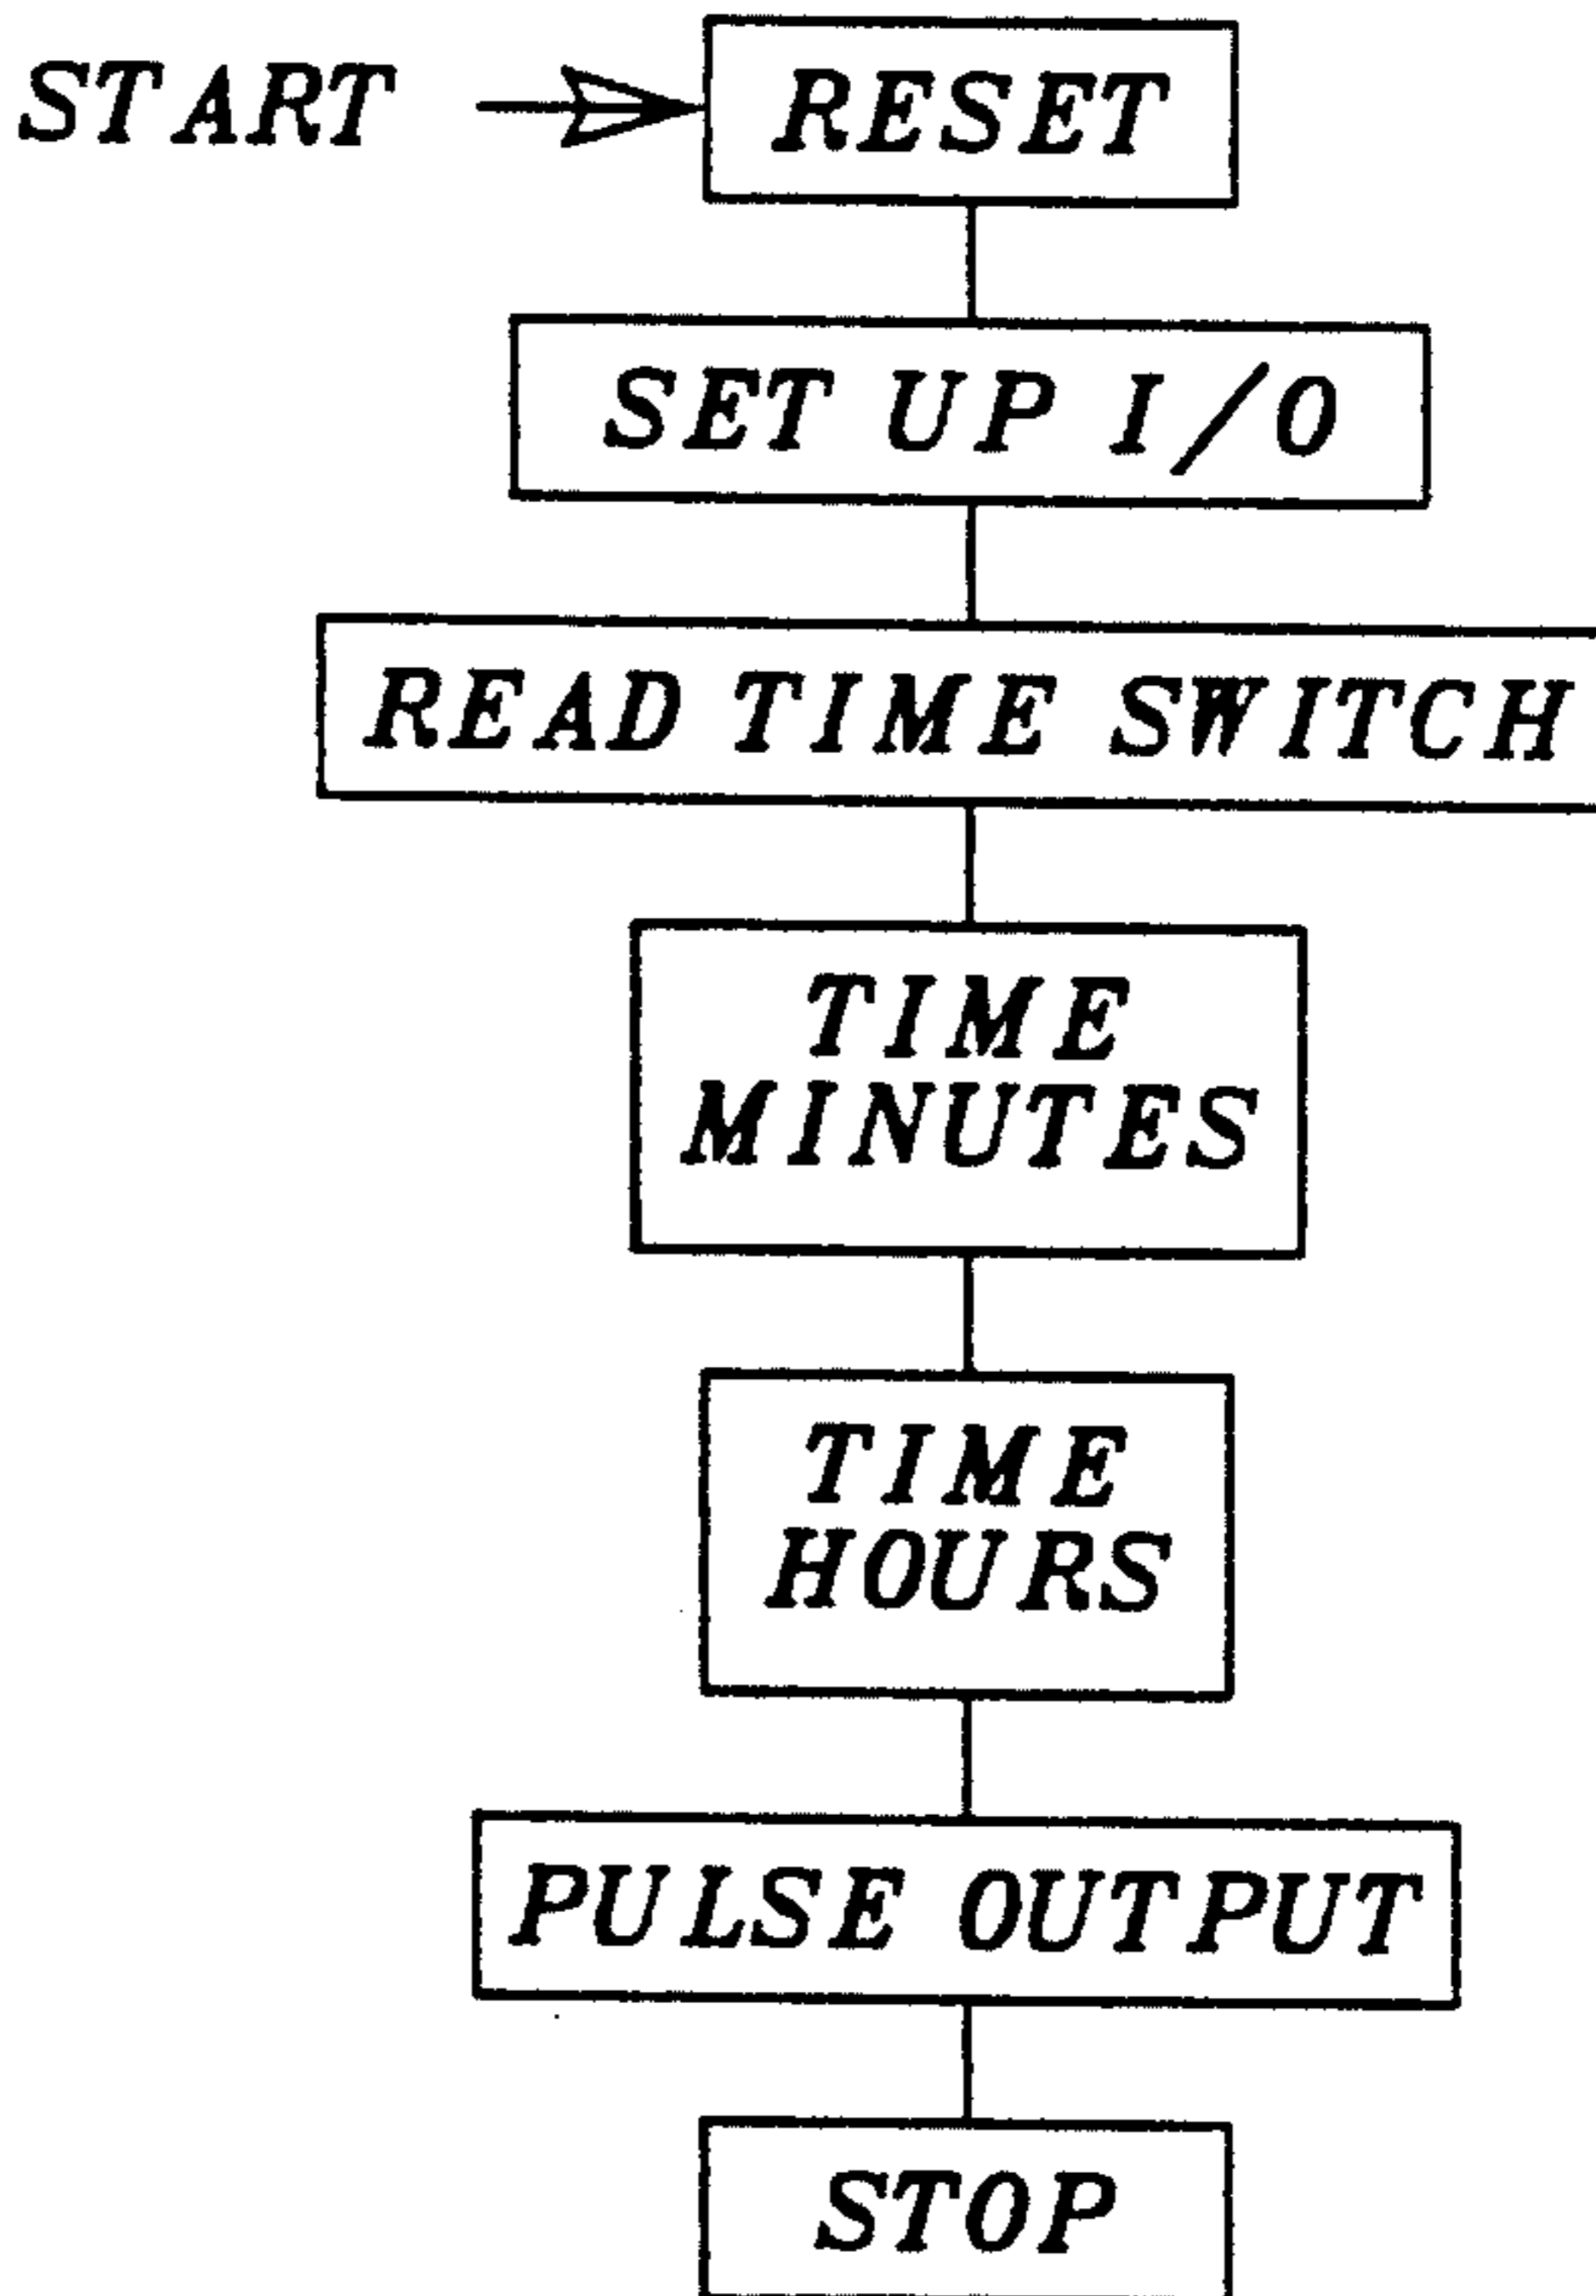 START
RESET
SET UP I/O
READ TIME SWITCH
TIME
MINUTES
TIME
HOURS
PULSE OUTPUT
STOP